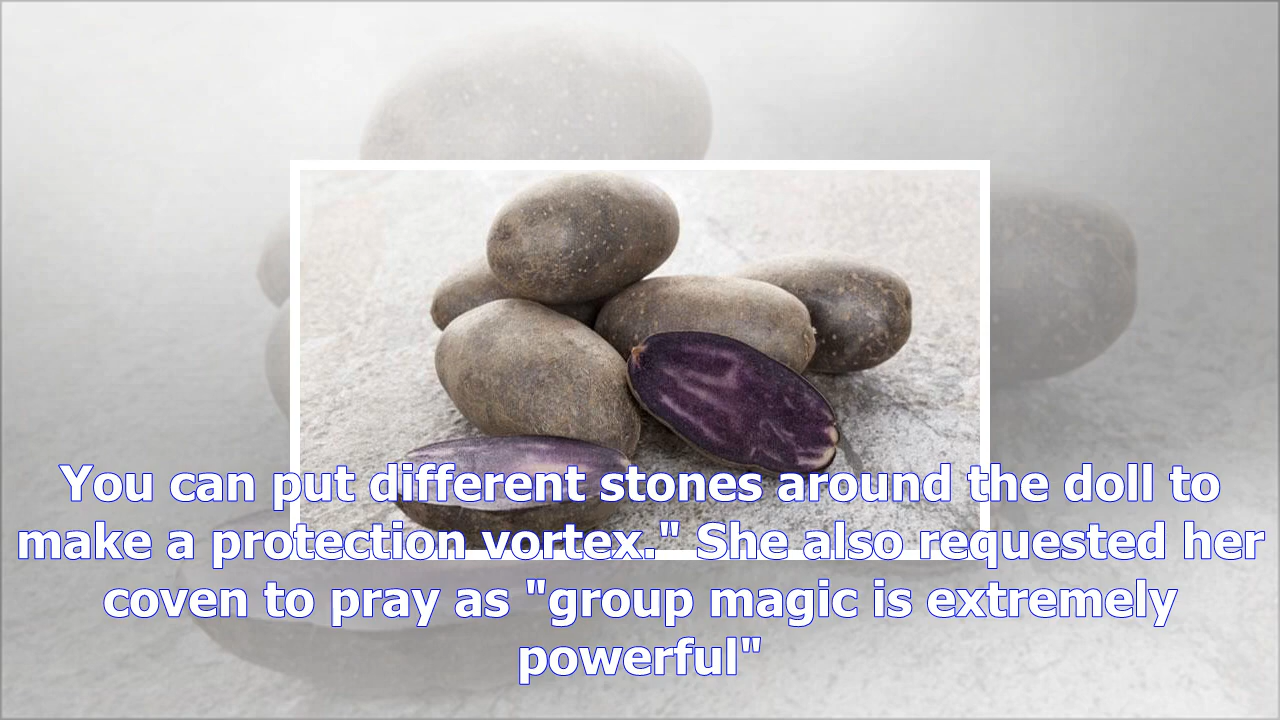 You can put different stones around the doll to
make a protection vortex." She also requested her
coven to pray as "group magic is extremely
powerful"